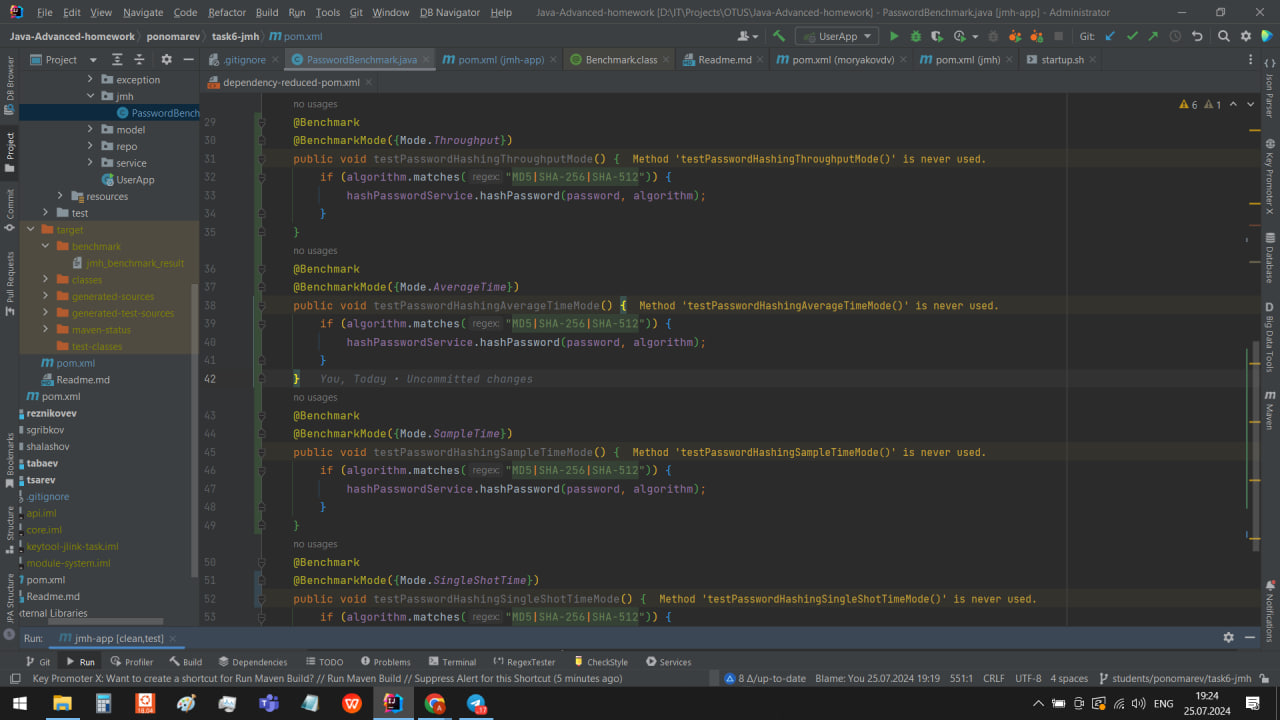 File Edit View Navigate Code Refactor Build Run Tools Git Window DB Navigator Help Java-Advanced-homework [D:\IT\Projects\OTUS\Java-Advanced-homework] - PasswordBenchmark.java [jmh-app] - Administrator
Java-Advanced-homework ponomarev task6-jmh pom.xml UserApp Git:
Project .gitignore PasswordBenchmark.java pom.xml (jmh-app) Benchmark.class Readme.md pom.xml (moryakovdv) pom.xml (jmh) startup.sh
dependency-reduced-pom.xml
DB Browser
Project
Commit
Pull Requests
Bookmarks
Structure
JPA Structure
exception
jmh
PasswordBench
model
repo
service
UserApp
resources
test
target
benchmark
jmh_benchmark_result
classes
generated-sources
generated-test-sources
maven-status
test-classes
pom.xml
Readme.md
pom.xml
reznikovev
sgribkov
shalashov
tabaev
tsarev
.gitignore
api.iml
core.iml
keytool-jlink-task.iml
module-system.iml
pom.xml
Readme.md
ternal Libraries
6 1
no usages
29 @Benchmark
30 @BenchmarkMode({Mode.Throughput})
31 public void testPasswordHashingThroughputMode() { Method 'testPasswordHashingThroughputMode()' is never used.
32 if (algorithm.matches( regex: "MD5|SHA-256|SHA-512")) {
33 hashPasswordService.hashPassword(password, algorithm);
34 }
35 }
no usages
36 @Benchmark
37 @BenchmarkMode({Mode.AverageTime})
38 public void testPasswordHashingAverageTimeMode() { Method 'testPasswordHashingAverageTimeMode()' is never used.
39 if (algorithm.matches( regex: "MD5|SHA-256|SHA-512")) {
40 hashPasswordService.hashPassword(password, algorithm);
41 }
42 } You, Today • Uncommitted changes
no usages
43 @Benchmark
44 @BenchmarkMode({Mode.SampleTime})
45 public void testPasswordHashingSampleTimeMode() { Method 'testPasswordHashingSampleTimeMode()' is never used.
46 if (algorithm.matches( regex: "MD5|SHA-256|SHA-512")) {
47 hashPasswordService.hashPassword(password, algorithm);
48 }
49 }
no usages
50 @Benchmark
51 @BenchmarkMode({Mode.SingleShotTime})
52 public void testPasswordHashingSingleShotTimeMode() { Method 'testPasswordHashingSingleShotTimeMode()' is never used.
53 if (algorithm.matches( regex: "MD5|SHA-256|SHA-512")) {
Json Parser
Key Promoter X
Database
Big Data Tools
Maven
Notifications
Run: jmh-app [clean,test]
Git Run Profiler Build Dependencies TODO Problems Terminal RegexTester CheckStyle Services
Key Promoter X: Want to create a shortcut for Run Maven Build? // Suppress Alert for this Shortcut (5 minutes ago) 8 Δ/up-to-date Blame: You 25.07.2024 19:19 551:1 CRLF UTF-8 4 spaces students/ponomarev/task6-jmh
18.04 17 ENG 19:24
25.07.2024